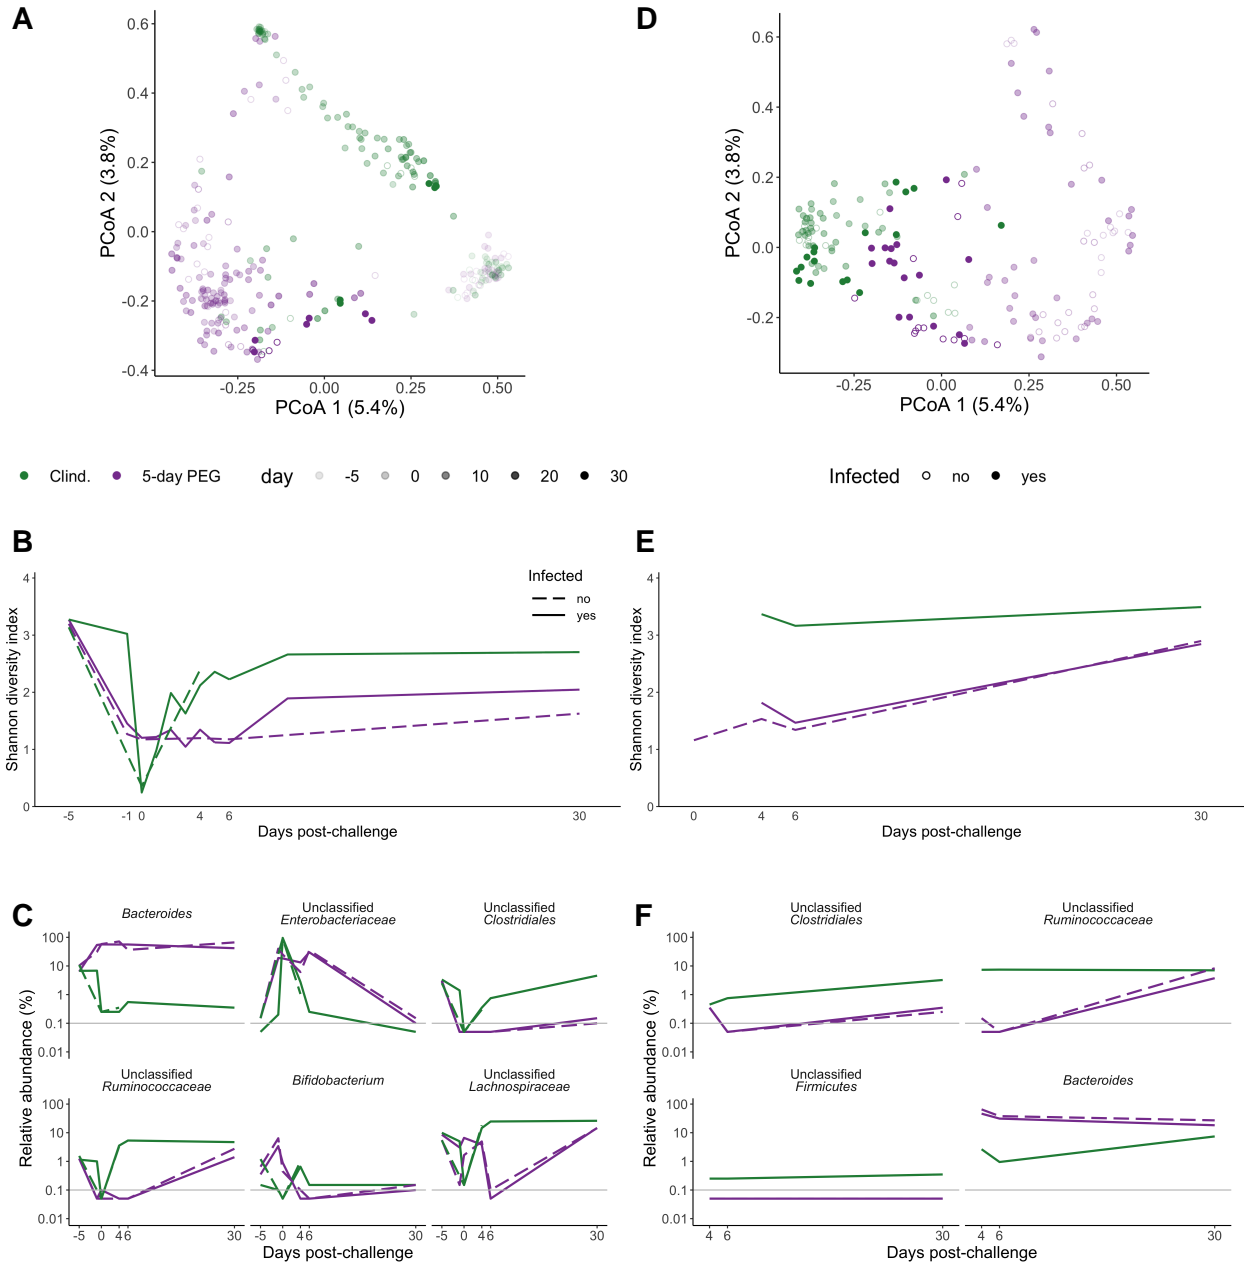 A
D
0.6
0.4
0.2
0.0
-0.2
-0.4
PCoA 2 (3.8%)
-0.25
0.00
0.25
0.50
PCoA 1 (5.4%)
0.6
0.4
0.2
0.0
-0.2
PCoA 2 (3.8%)
-0.25
0.00
0.25
0.50
PCoA 1 (5.4%)
Clind.
5-day PEG
day
-5
0
10
20
30
Infected
no
yes
B
E
Infected
no
yes
4
3
2
1
0
Shannon diversity index
-5
-1
0
4
6
30
Days post-challenge
4
3
2
1
0
Shannon diversity index
0
4
6
30
Days post-challenge
C
F
Bacteroides
Unclassified
Enterobacteriaceae
Unclassified
Clostridiales
100
10
1
0.1
0.01
Unclassified
Ruminococcaceae
Bifidobacterium
Unclassified
Lachnospiraceae
100
10
1
0.1
0.01
Relative abundance (%)
-5 0 4 6 30
-5 0 4 6 30
-5 0 4 6 30
Days post-challenge
Unclassified
Clostridiales
Unclassified
Ruminococcaceae
100
10
1
0.1
0.01
Unclassified
Firmicutes
Bacteroides
100
10
1
0.1
0.01
Relative abundance (%)
4 6 30
4 6 30
Days post-challenge